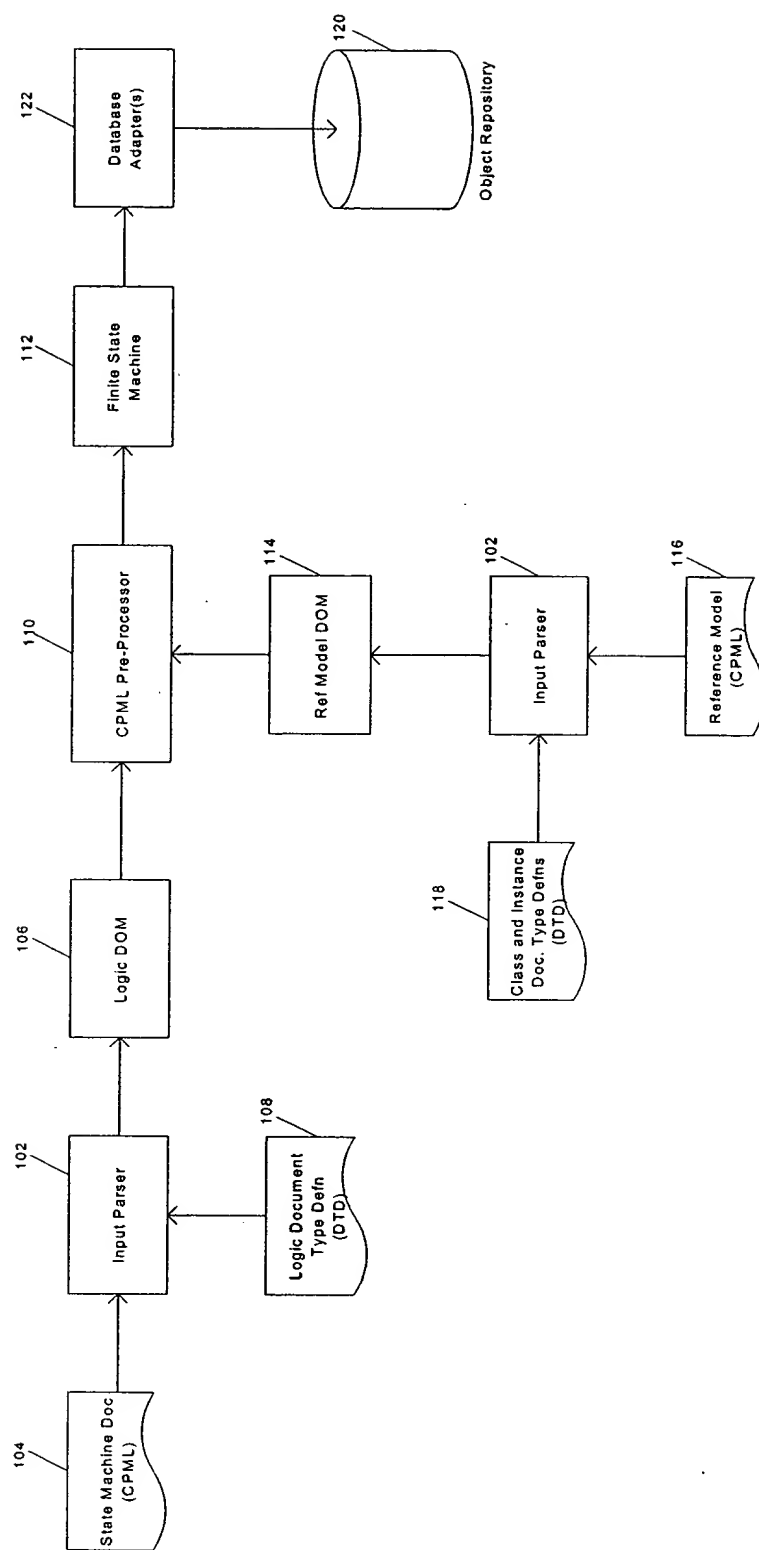 104
State Machine Doc
(CPML)
102
Input Parser
108
Logic Document
Type Defn
(DTD)
106
Logic DOM
110
CPML Pre-Processor
112
Finite State
Machine
122
Database
Adapter(s)
120
Object Repository
114
Ref Model DOM
102
Input Parser
118
Class and Instance
Doc. Type Defns
(DTD)
116
Reference Model
(CPML)